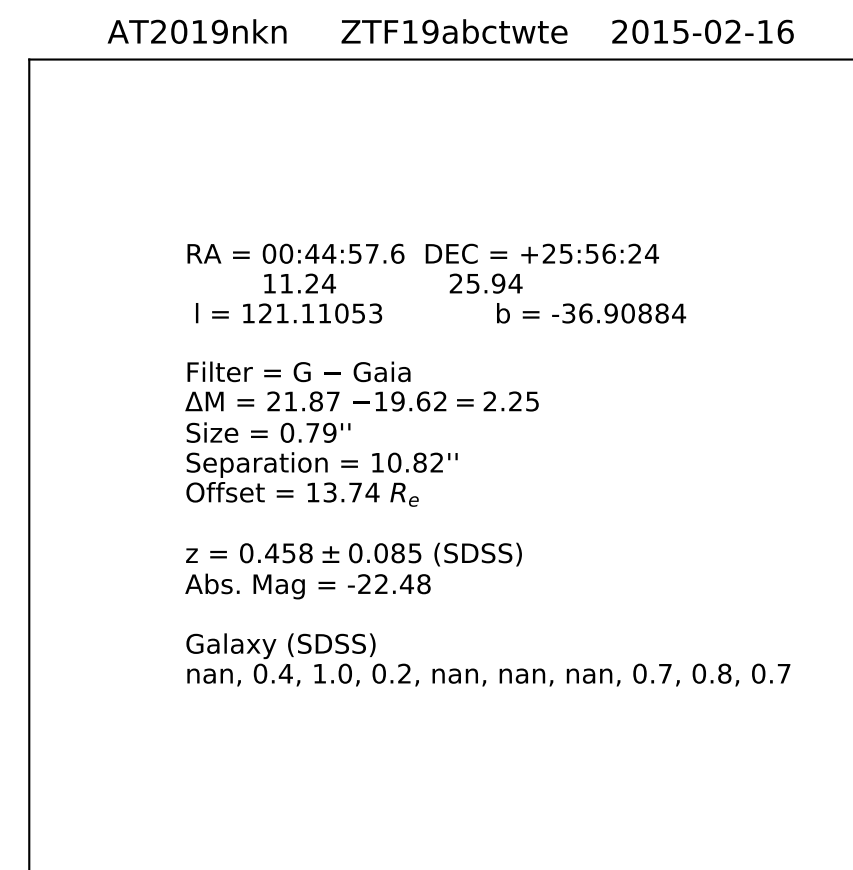 AT2019nkn ZTF19abctwte 2015-02-16
RA = 00:44:57.6 DEC = +25:56:24
11.24 25.94
l = 121.11053 b = -36.90884
Filter = G − Gaia
ΔM = 21.87 −19.62 = 2.25
Size = 0.79''
Separation = 10.82''
Offset = 13.74 Re
z = 0.458 ± 0.085 (SDSS)
Abs. Mag = -22.48
Galaxy (SDSS)
nan, 0.4, 1.0, 0.2, nan, nan, nan, 0.7, 0.8, 0.7